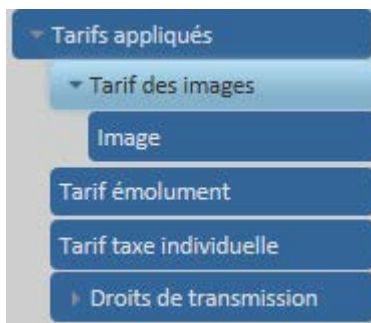 Tarifs appliqués
Tarif des images
Image
Tarif émolument
Tarif taxe individuelle
Droits de transmission